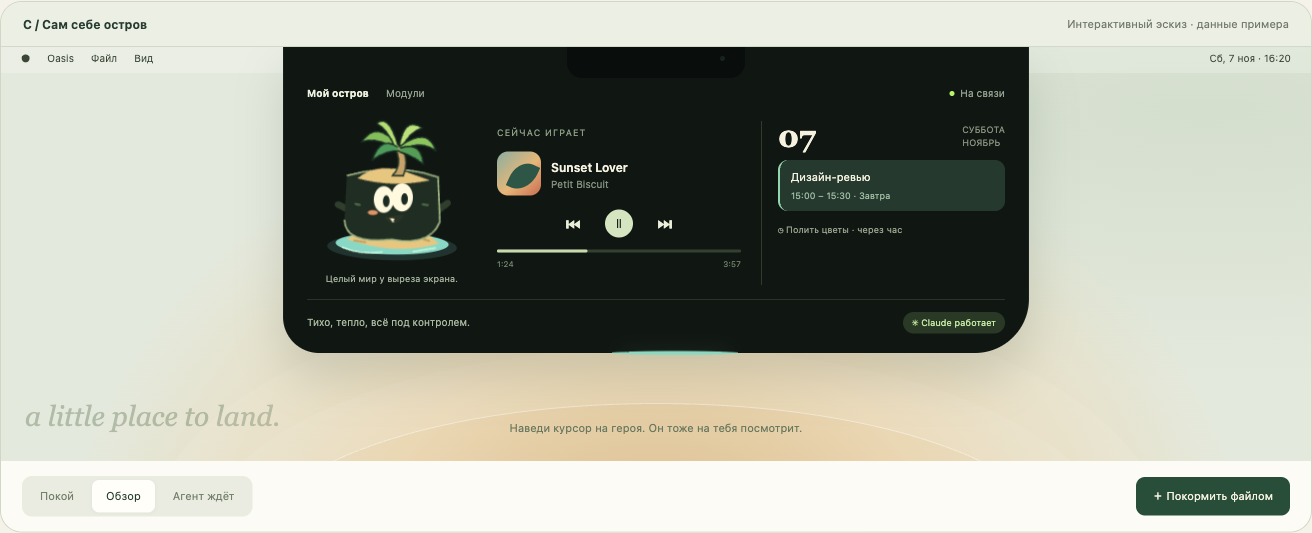 C / Сам себе остров
Интерактивный эскиз · данные примера
Oasis Файл Вид
Сб, 7 ноя · 16:20
Мой остров Модули
На связи
СЕЙЧАС ИГРАЕТ
Sunset Lover
Petit Biscuit
1:24
3:57
07
СУББОТА
НОЯБРЬ
Дизайн-ревью
15:00 – 15:30 · Завтра
Полить цветы · через час
Целый мир у выреза экрана.
Тихо, тепло, всё под контролем.
✳ Claude работает
a little place to land.
Наведи курсор на героя. Он тоже на тебя посмотрит.
Покой Обзор Агент ждёт
+ Покормить файлом